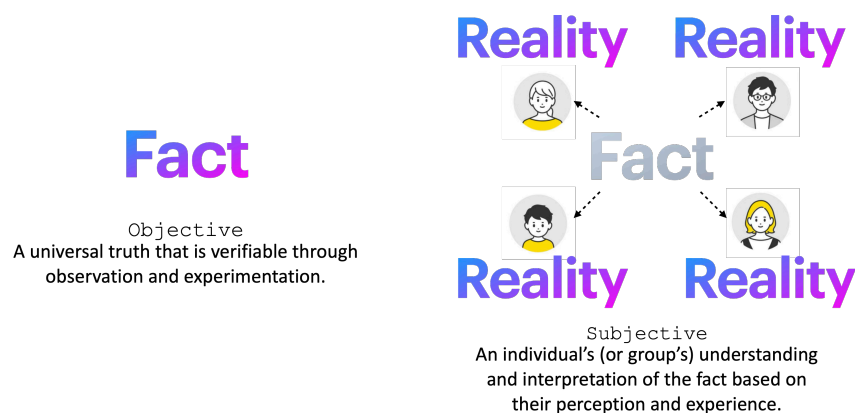 Fact
Objective
A universal truth that is verifiable through
observation and experimentation.
Reality Reality
Fact
Reality Reality
Subjective
An individual's (or group's) understanding
and interpretation of the fact based on
their perception and experience.